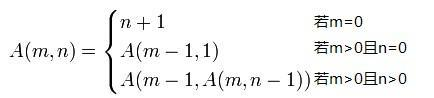 A(m, n) = { n + 1 若m=0
A(m − 1, 1) 若m>0且n=0
A(m − 1, A(m, n − 1)) 若m>0且n>0